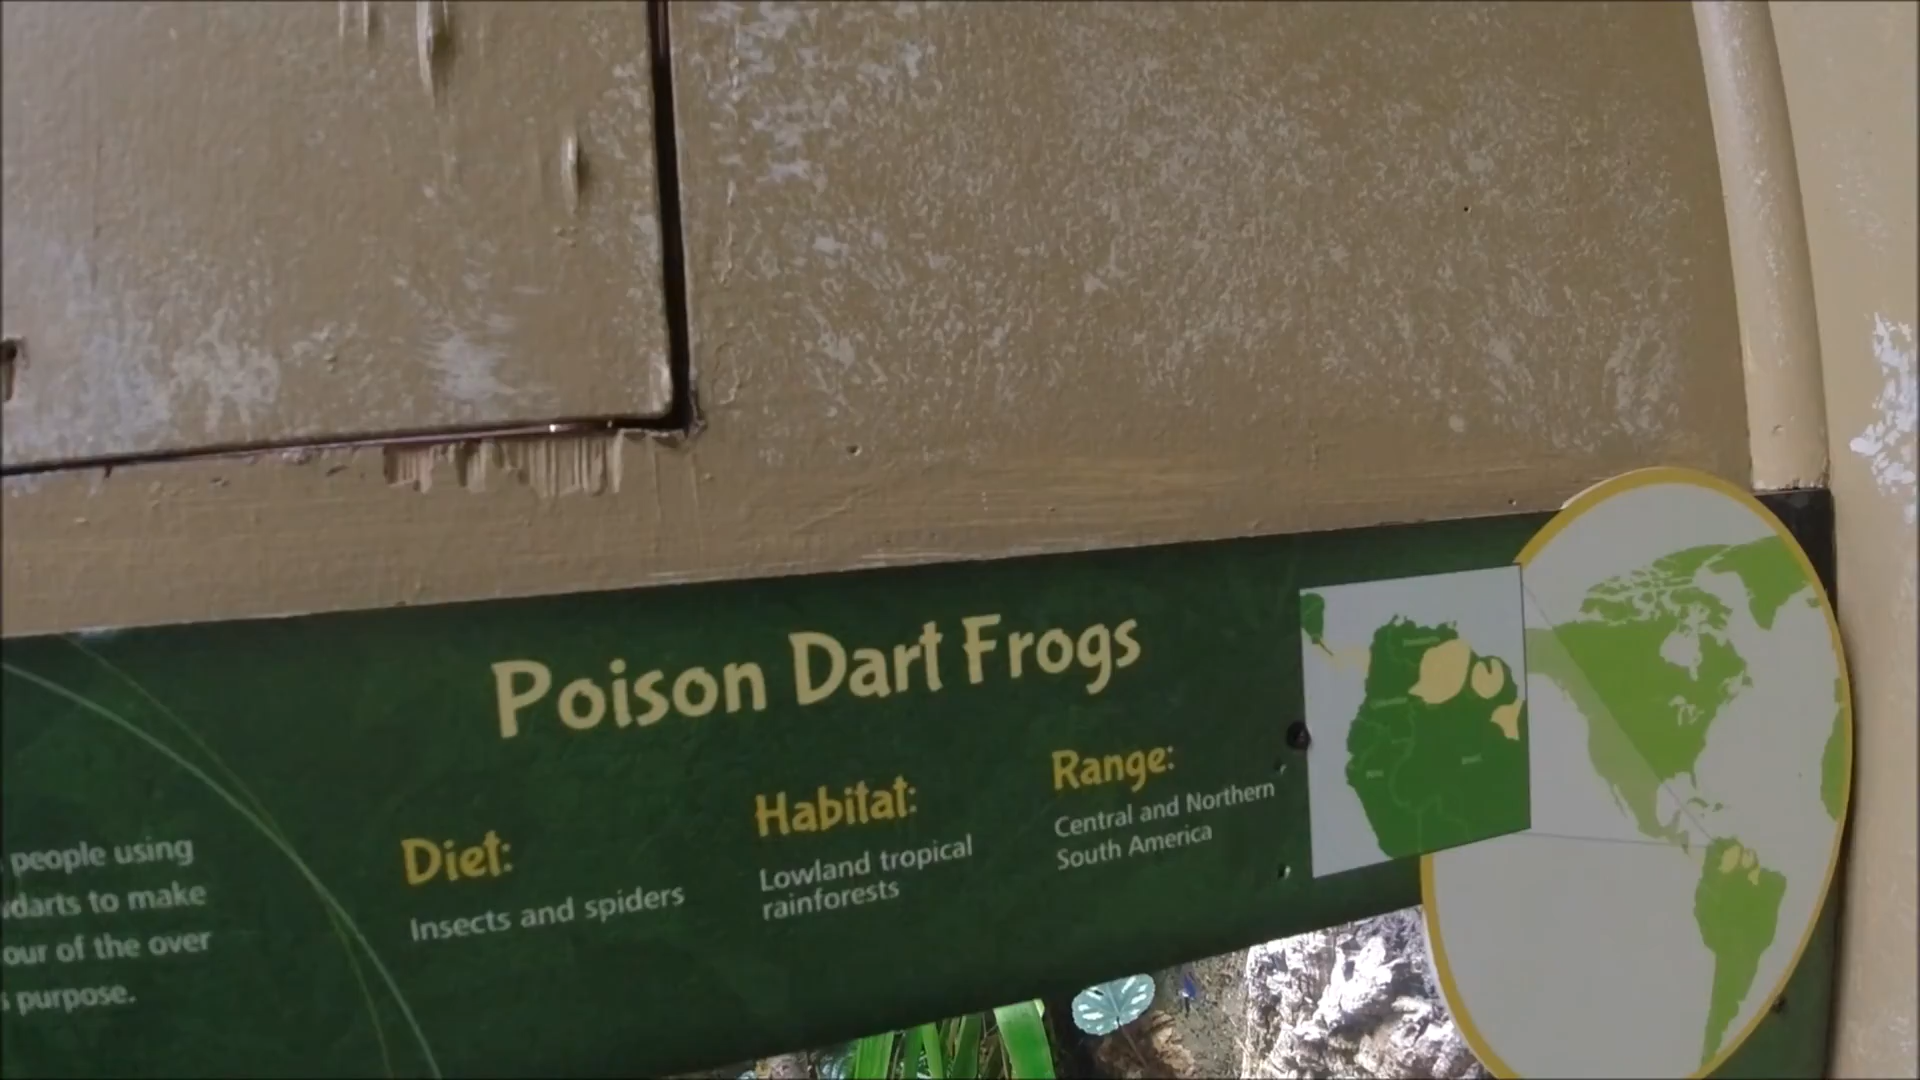 people using
darts to make
our of the over
purpose.
Poison Dart Frogs
Diet:
Insects and spiders
Habitat:
Lowland tropical
rainforests
Range:
Central and Northern
South America